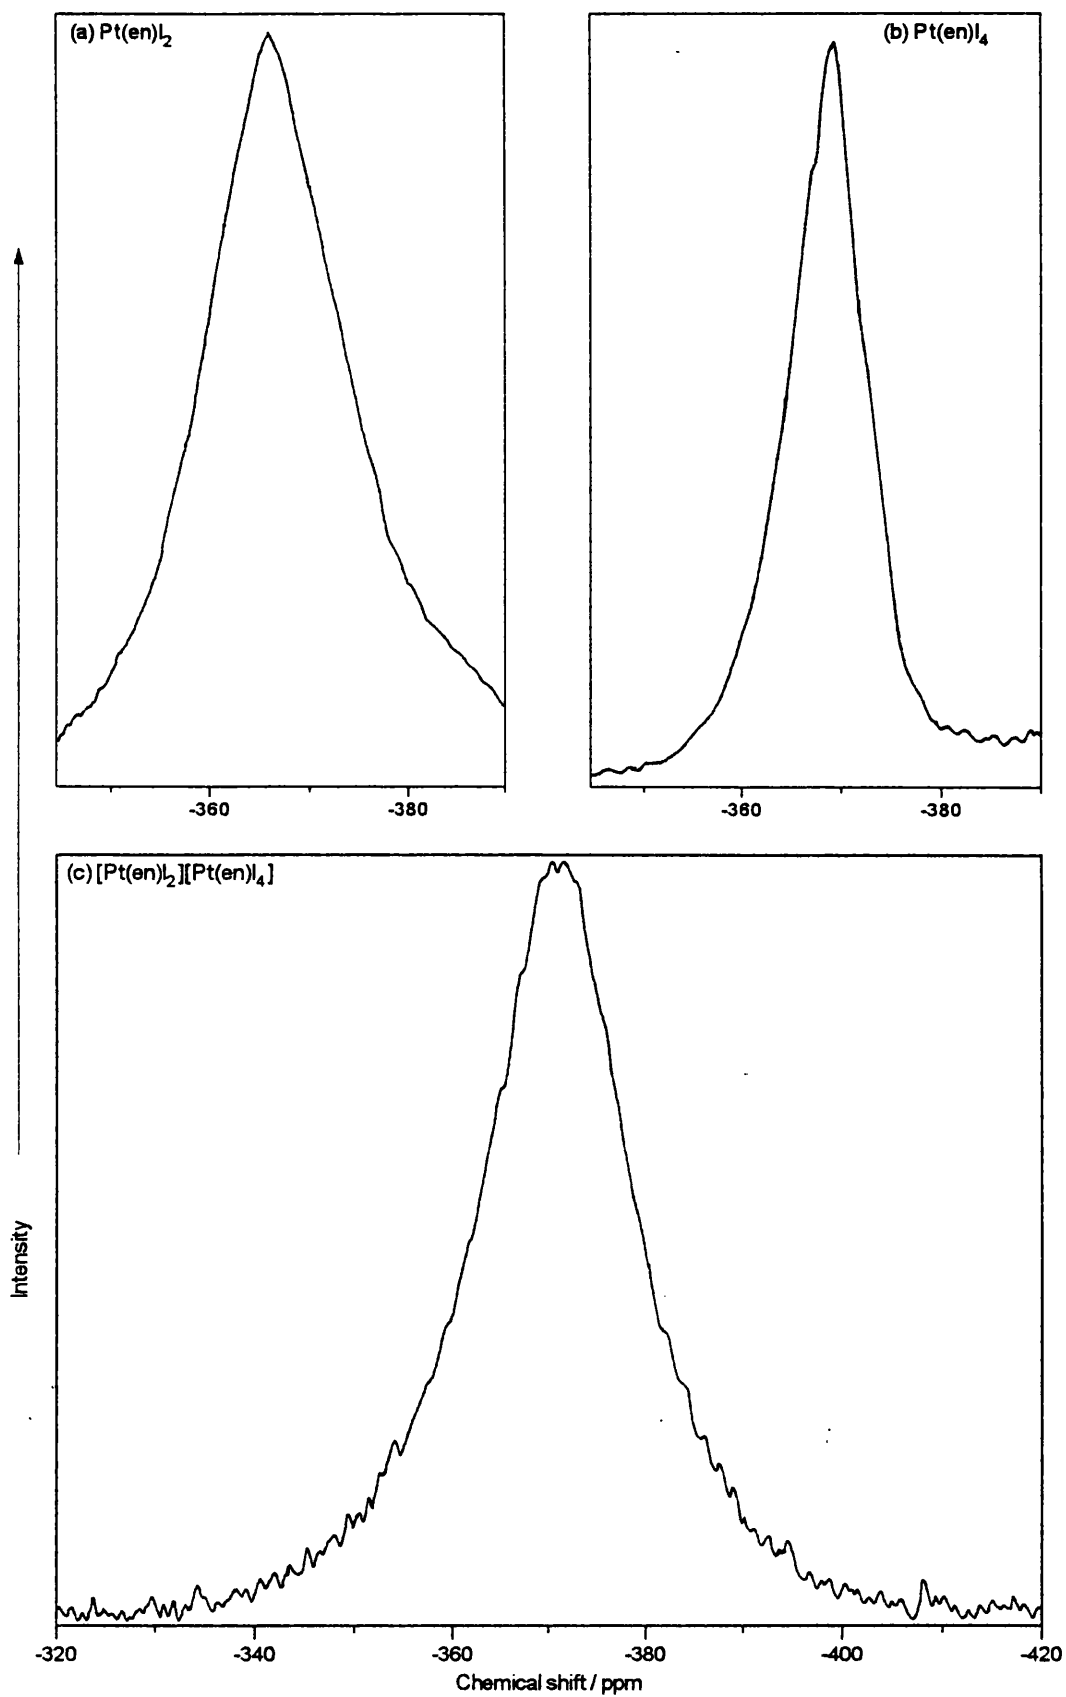 (a) Pt(en)I2
(b) Pt(en)I4
-360
-380
-360
-380
(c) [Pt(en)I2][Pt(en)I4]
Intensity
-320
-340
-360
-380
-400
-420
Chemical shift / ppm